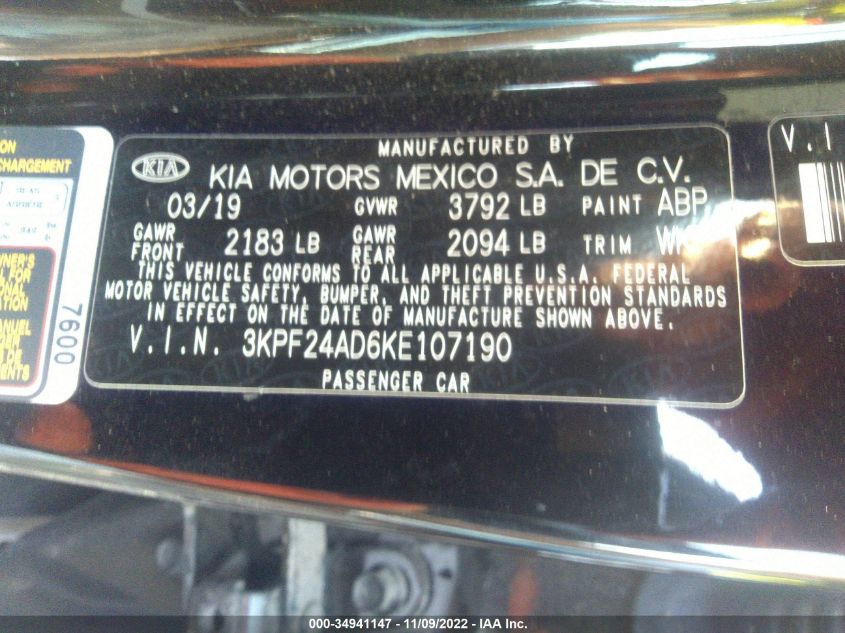 MANUFACTURED BY
KIA KIA MOTORS MEXICO S.A. DE C.V.
03/19 GVWR 3792 LB PAINT ABP
GAWR FRONT 2183 LB GAWR REAR 2094 LB TRIM
THIS VEHICLE CONFORMS TO ALL APPLICABLE U.S.A. FEDERAL
MOTOR VEHICLE SAFETY, BUMPER, AND THEFT PREVENTION STANDARDS
IN EFFECT ON THE DATE OF MANUFACTURE SHOWN ABOVE.
V.I.N. 3KPF24AD6KE107190
PASSENGER CAR
7600
V.I
000-34941147 - 11/09/2022 - IAA Inc.